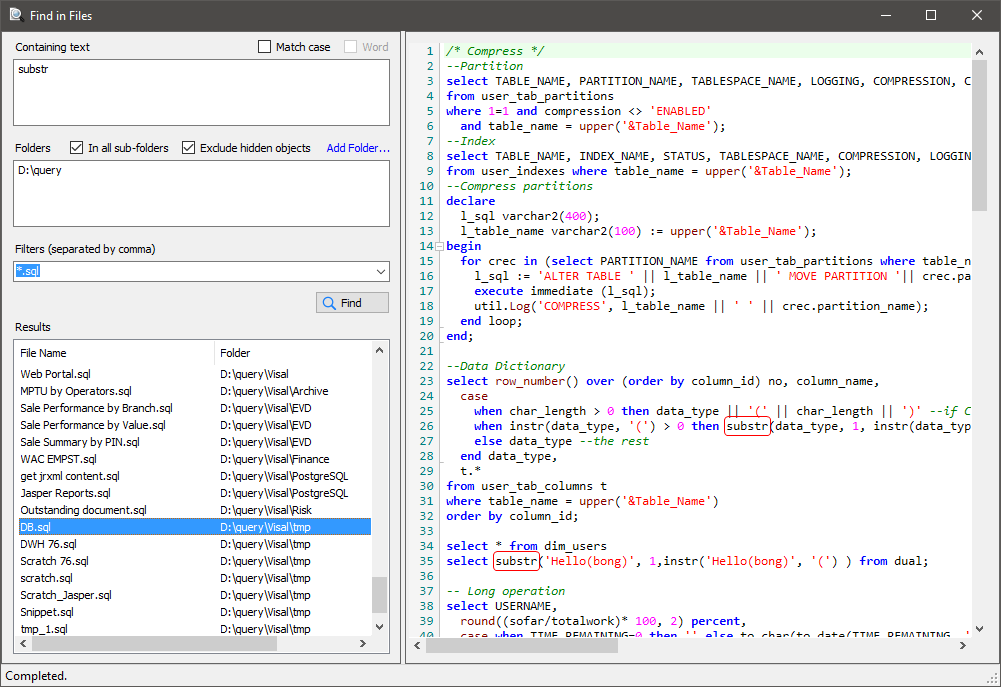 Find in Files
Containing text
Match case
Word
substr
Folders
In all sub-folders
Exclude hidden objects
Add Folder...
D:\query
Filters (separated by comma)
*.sql
Find
Results
File Name Folder
Web Portal.sql D:\query\Visal
MPTU by Operators.sql D:\query\Visal\Archive
Sale Performance by Branch.sql D:\query\Visal\EVD
Sale Performance by Value.sql D:\query\Visal\EVD
Sale Summary by PIN.sql D:\query\Visal\EVD
WAC EMPST.sql D:\query\Visal\Finance
get jrxml content.sql D:\query\Visal\PostgreSQL
Jasper Reports.sql D:\query\Visal\PostgreSQL
Outstanding document.sql D:\query\Visal\Risk
DB.sql D:\query\Visal\tmp
DWH 76.sql D:\query\Visal\tmp
Scratch 76.sql D:\query\Visal\tmp
scratch.sql D:\query\Visal\tmp
Scratch_Jasper.sql D:\query\Visal\tmp
Snippet.sql D:\query\Visal\tmp
tmp_1.sql D:\query\Visal\tmp
1 /* Compress */
2 --Partition
3 select TABLE_NAME, PARTITION_NAME, TABLESPACE_NAME, LOGGING, COMPRESSION, C
4 from user_tab_partitions
5 where 1=1 and compression <> 'ENABLED'
6 and table_name = upper('&Table_Name');
7 --Index
8 select TABLE_NAME, INDEX_NAME, STATUS, TABLESPACE_NAME, COMPRESSION, LOGGIN
9 from user_indexes where table_name = upper('&Table_Name');
10 --Compress partitions
11 declare
12 l_sql varchar2(400);
13 l_table_name varchar2(100) := upper('&Table_Name');
14 begin
15 for crec in (select PARTITION_NAME from user_tab_partitions where table_n
16 l_sql := 'ALTER TABLE ' || l_table_name || ' MOVE PARTITION '|| crec.pa
17 execute immediate (l_sql);
18 util.Log('COMPRESS', l_table_name || ' ' || crec.partition_name);
19 end loop;
20 end;
21
22 --Data Dictionary
23 select row_number() over (order by column_id) no, column_name,
24 case
25 when char_length > 0 then data_type || '(' || char_length || ')' --if C
26 when instr(data_type, '(') > 0 then substr(data_type, 1, instr(data_typ
27 else data_type --the rest
28 end data_type,
29 t.*
30 from user_tab_columns t
31 where table_name = upper('&Table_Name')
32 order by column_id;
33
34 select * from dim_users
35 select substr('Hello(bong)', 1,instr('Hello(bong)', '(') ) from dual;
36
37 -- Long operation
38 select USERNAME,
39 round((sofar/totalwork)* 100, 2) percent,
40 case when TIME_REMAINING=0 then '' else to_char(to_date(TIME_REMAINING, '
Completed.